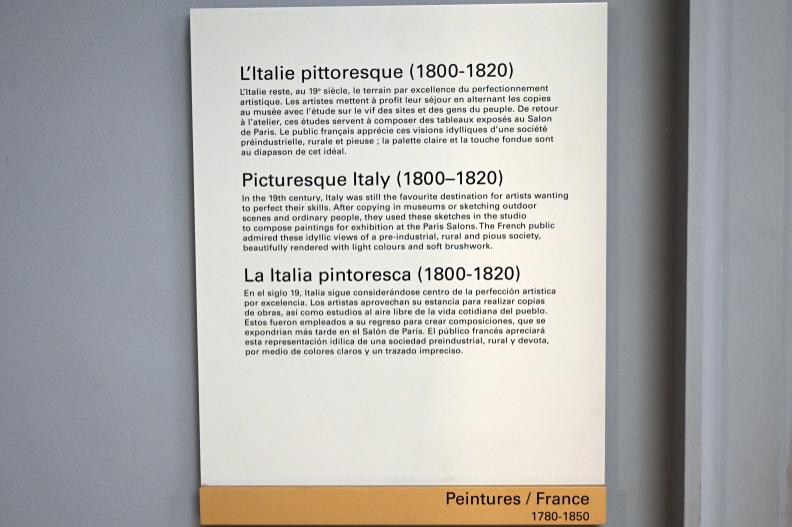 L'Italie pittoresque (1800-1820)
L'Italie reste, au 19e siècle, le terrain par excellence du perfectionnement
artistique. Les artistes mettent à profit leur séjour en alternant les copies
au musée avec l'étude sur le vif des sites et des gens du peuple. De retour
à l'atelier, ces études servent à composer des tableaux exposés au Salon
de Paris. Le public français apprécie ces visions idylliques d'une société
préindustrielle, rurale et pieuse ; la palette claire et la touche fondue sont
au diapason de cet idéal.
Picturesque Italy (1800–1820)
In the 19th century, Italy was still the favourite destination for artists wanting
to perfect their skills. After copying in museums or sketching outdoor
scenes and ordinary people, they used these sketches in the studio
to compose paintings for exhibition at the Paris Salons. The French public
admired these idyllic views of a pre-industrial, rural and pious society,
beautifully rendered with light colours and soft brushwork.
La Italia pintoresca (1800-1820)
En el siglo 19, Italia sigue considerándose centro de la perfección artística
por excelencia. Los artistas aprovechan su estancia para realizar copias
de obras, así como estudios al aire libre de la vida cotidiana del pueblo.
Estos fueron empleados a su regreso para crear composiciones, que se
expondrían más tarde en el Salón de París. El público francés apreciará
esta representación idílica de una sociedad preindustrial, rural y devota,
por medio de colores claros y un trazado impreciso.
Peintures / France
1780-1850